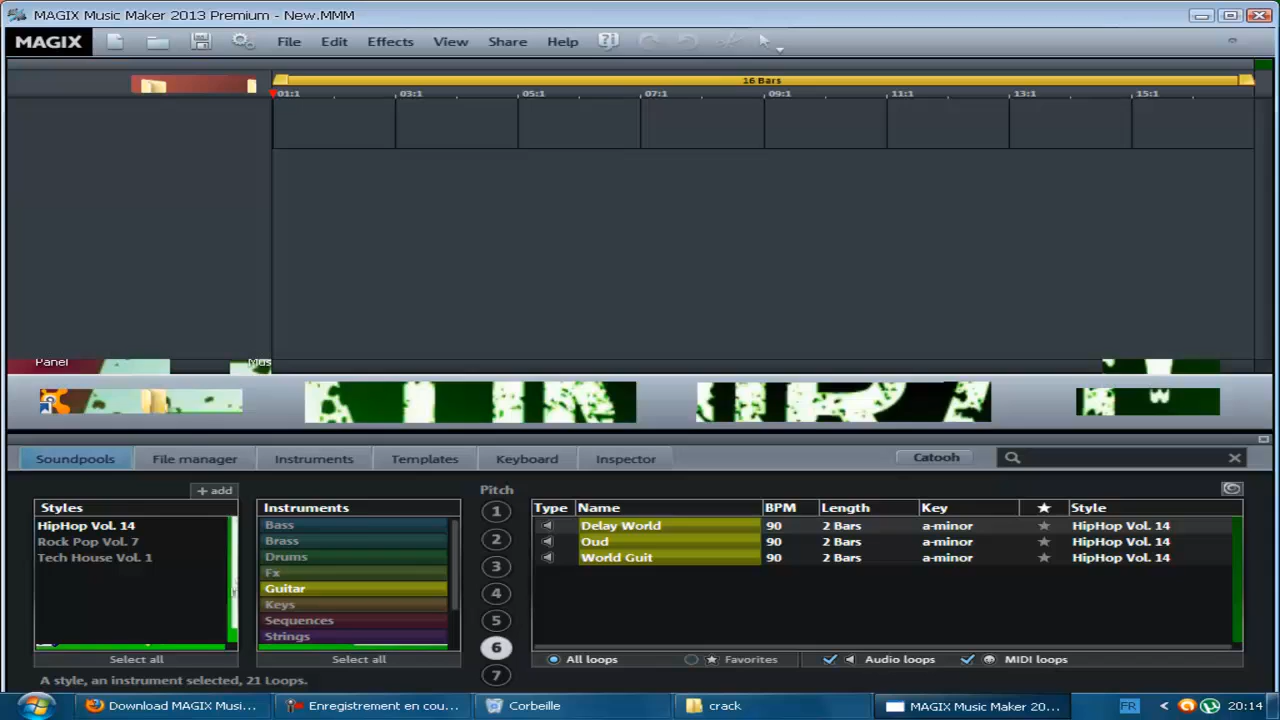 MAGIX Music Maker 2013 Premium - New.MMM
MAGIX File Edit Effects View Share Help
16 Bars
01:1 03:1 05:1 07:1 09:1 11:1 13:1 15:1
Panel Mus
Soundpools File manager Instruments Templates Keyboard Inspector Catooh
+ add Pitch
Styles Instruments 1 Type Name BPM Length Key ★ Style
HipHop Vol. 14 Bass Delay World 90 2 Bars a-minor ★ HipHop Vol. 14
Rock Pop Vol. 7 Brass 2 Oud 90 2 Bars a-minor ★ HipHop Vol. 14
Tech House Vol. 1 Drums 3 World Guit 90 2 Bars a-minor ★ HipHop Vol. 14
Fx
Guitar 4
Keys
Sequences 5
Strings 6
Select all Select all All loops ★ Favorites Audio loops MIDI loops
A style, an instrument selected, 21 Loops. 7
Download MAGIX Musi... Enregistrement en cou... Corbeille crack MAGIX Music Maker 20... FR < 20:14